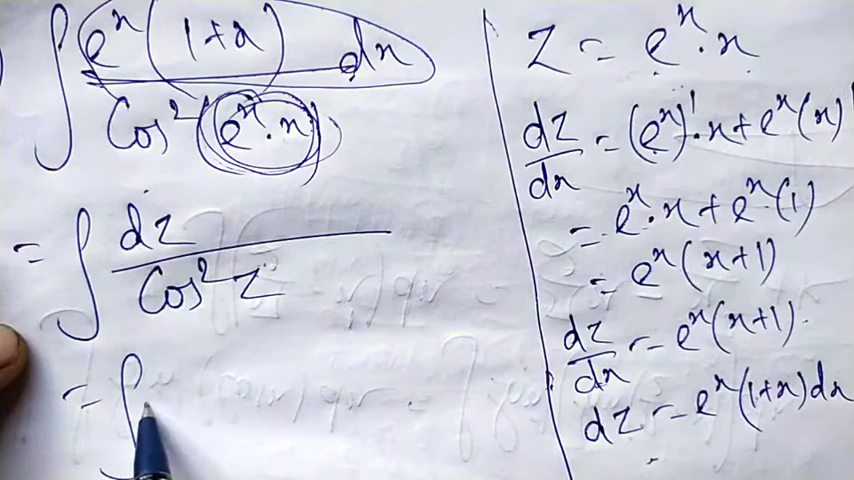 ∫ e^x (1+x) dx / Cos² (e^x · x)
= ∫ dz / Cos² z
= ∫
z = e^x · x
dz/dx = (e^x)' · x + e^x (x)'
= e^x · x + e^x · (1)
= e^x (x+1)
dz/dx = e^x (x+1)
dz = e^x (1+x) dx